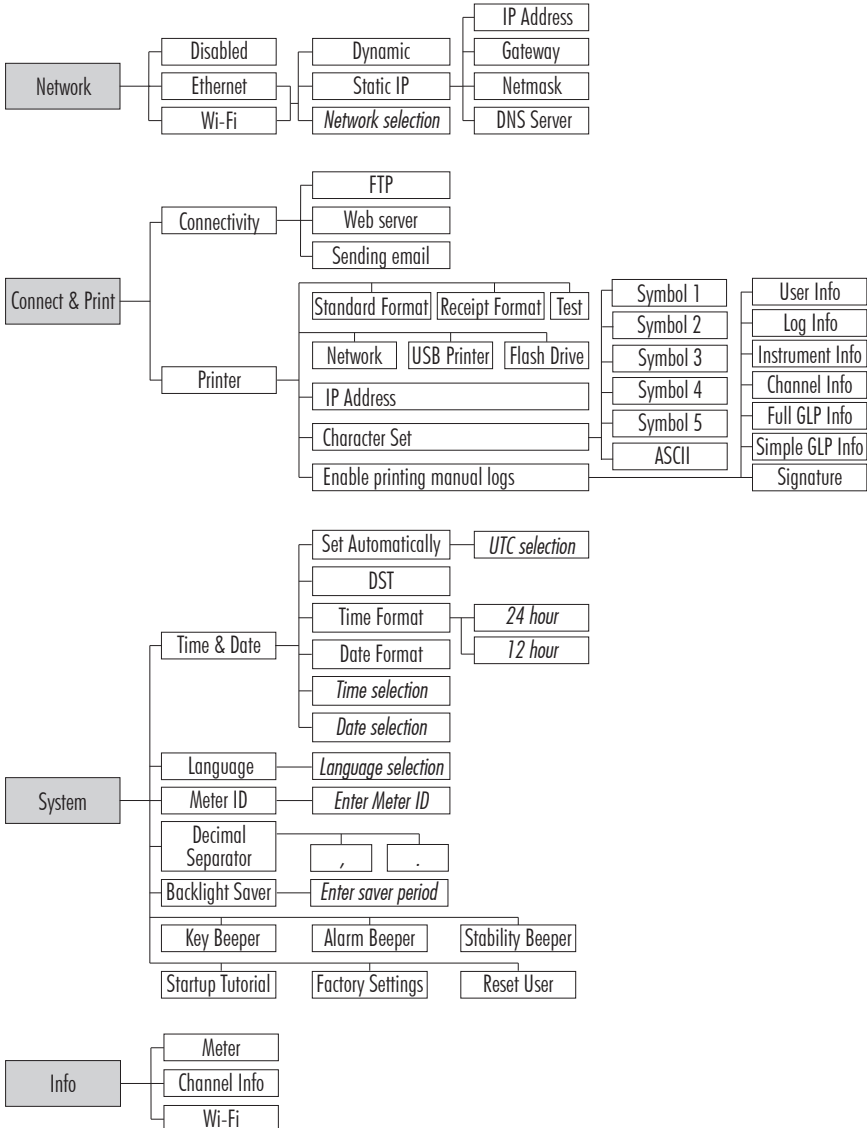 Network
Disabled
Ethernet
Wi-Fi
Dynamic
Static IP
Network selection
IP Address
Gateway
Netmask
DNS Server
Connect & Print
Connectivity
FTP
Web server
Sending email
Printer
Standard Format
Receipt Format
Test
Network
USB Printer
Flash Drive
IP Address
Character Set
Symbol 1
Symbol 2
Symbol 3
Symbol 4
Symbol 5
ASCII
Enable printing manual logs
User Info
Log Info
Instrument Info
Channel Info
Full GLP Info
Simple GLP Info
Signature
System
Time & Date
Set Automatically
UTC selection
DST
Time Format
24 hour
12 hour
Date Format
Time selection
Date selection
Language
Language selection
Meter ID
Enter Meter ID
Decimal
Separator
,
.
Backlight Saver
Enter saver period
Key Beeper
Alarm Beeper
Stability Beeper
Startup Tutorial
Factory Settings
Reset User
Info
Meter
Channel Info
Wi-Fi